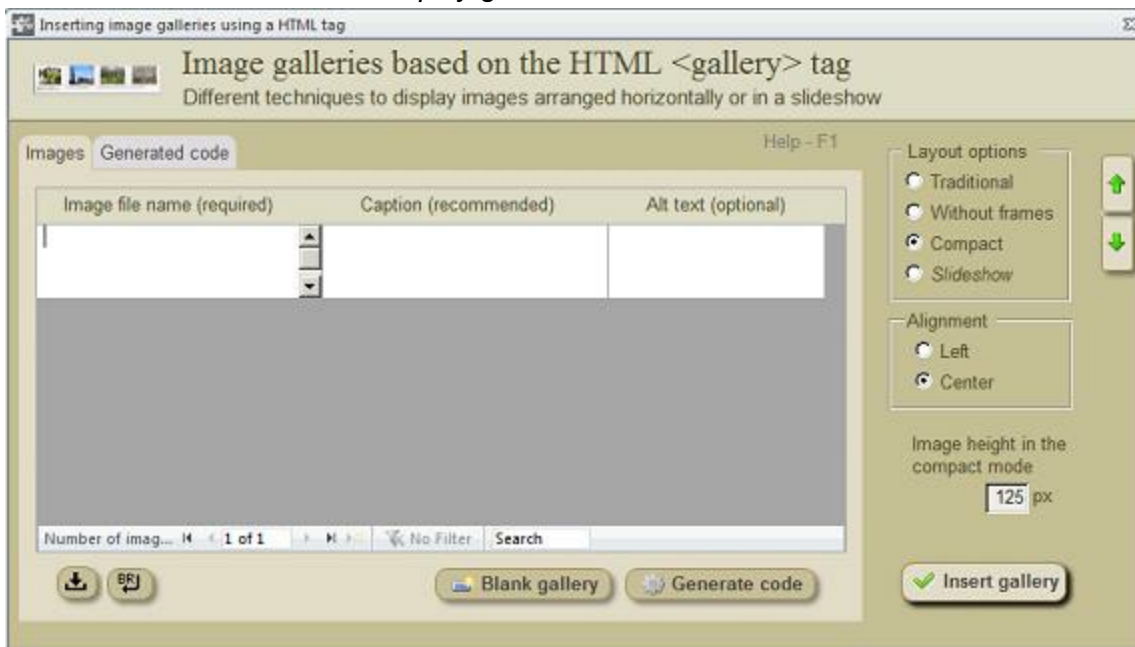 Inserting image galleries using a HTML tag
Image galleries based on the HTML <gallery> tag
Different techniques to display images arranged horizontally or in a slideshow
Images
Generated code
Help - F1
Image file name (required)
Caption (recommended)
Alt text (optional)
Number of imag...
1 of 1
No Filter
Search
BR
Blank gallery
Generate code
Layout options
Traditional
Without frames
Compact
Slideshow
Alignment
Left
Center
Image height in the
compact mode
125 px
Insert gallery